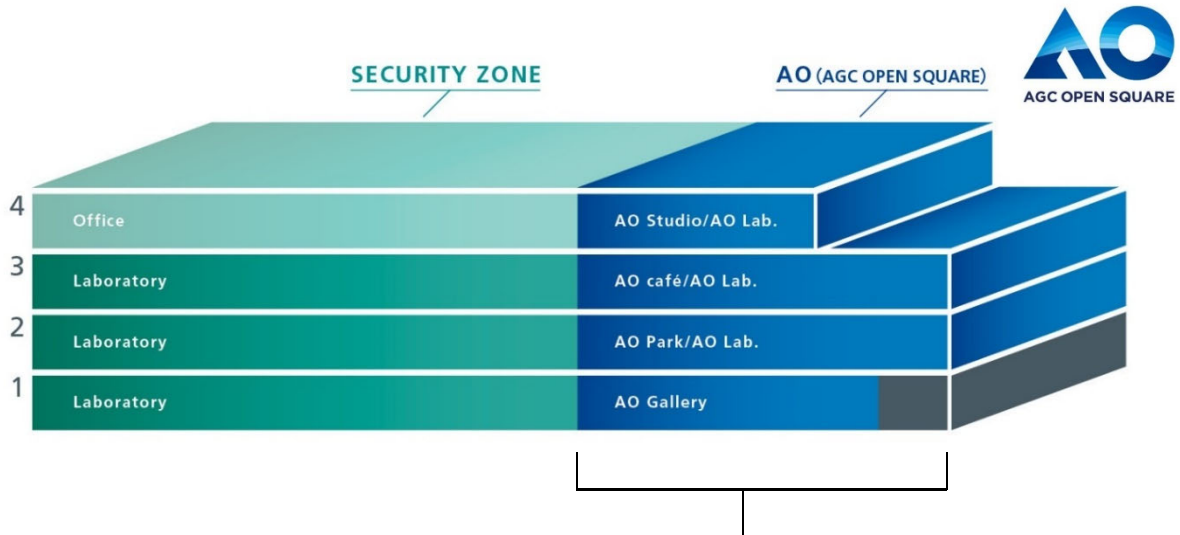 AO
AGC OPEN SQUARE
SECURITY ZONE
AO (AGC OPEN SQUARE)
4
Office
AO Studio/AO Lab.
3
Laboratory
AO café/AO Lab.
2
Laboratory
AO Park/AO Lab.
1
Laboratory
AO Gallery